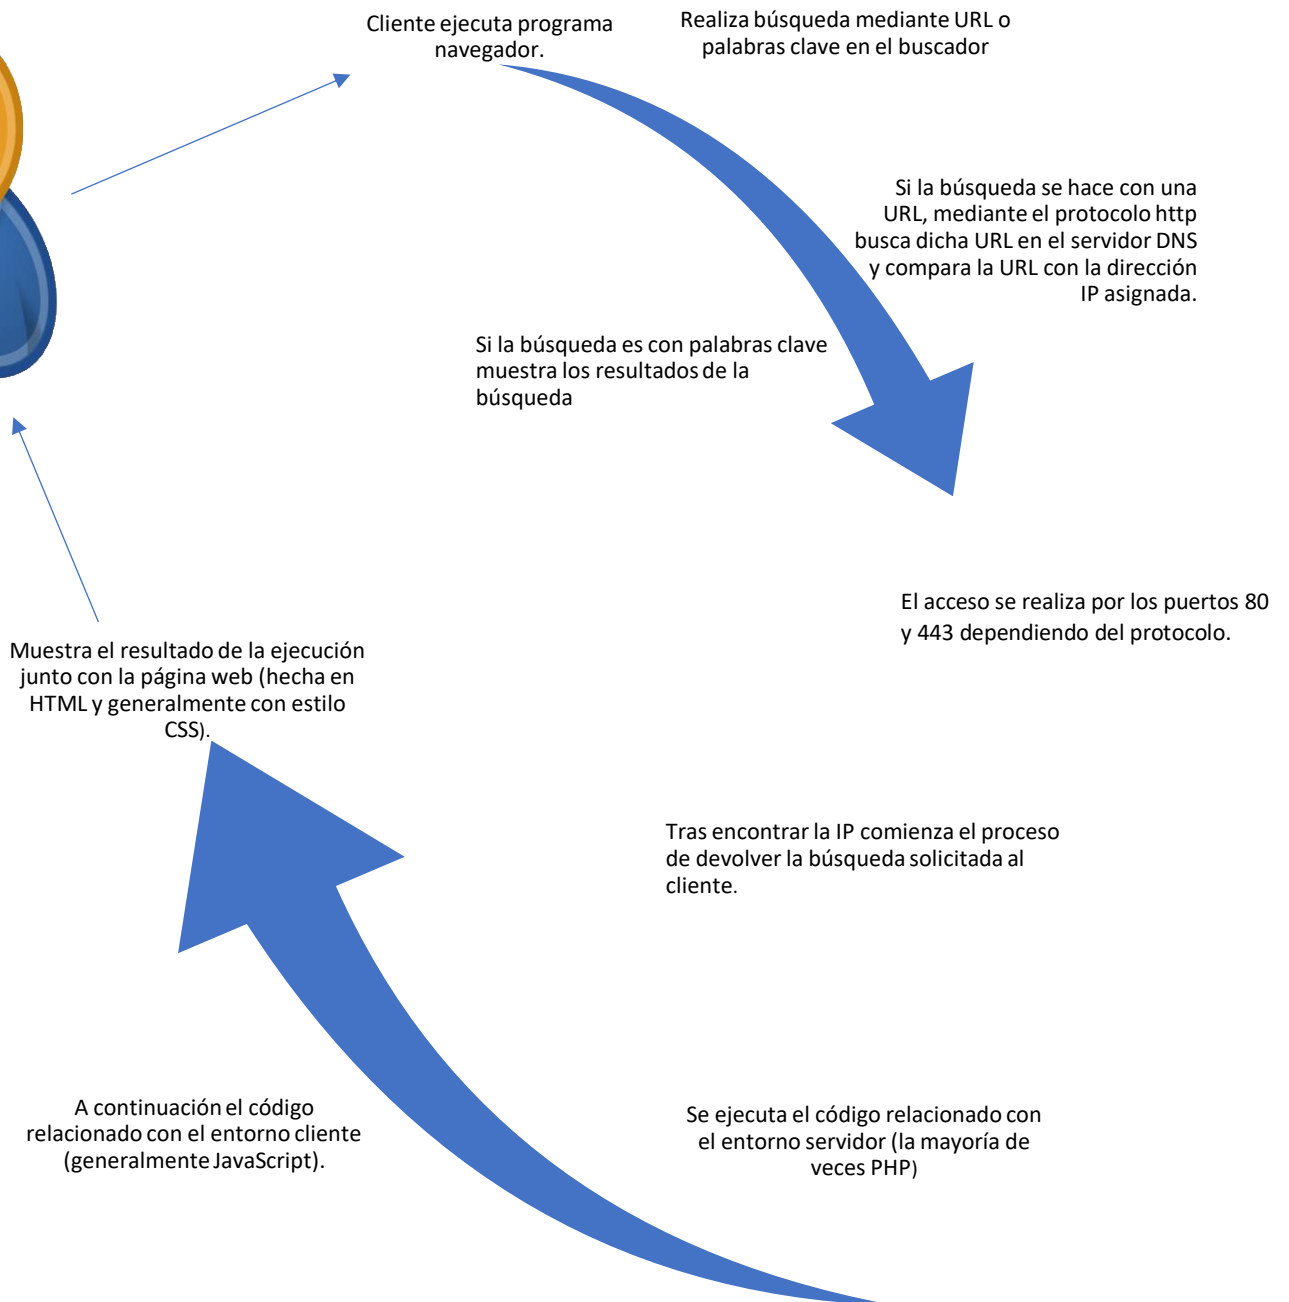 Cliente ejecuta programa
navegador.
Realiza búsqueda mediante URL o
palabras clave en el buscador
Si la búsqueda se hace con una
URL, mediante el protocolo http
busca dicha URL en el servidor DNS
y compara la URL con la dirección
IP asignada.
Si la búsqueda es con palabras clave
muestra los resultados de la
búsqueda
El acceso se realiza por los puertos 80
y 443 dependiendo del protocolo.
Tras encontrar la IP comienza el proceso
de devolver la búsqueda solicitada al
cliente.
Se ejecuta el código relacionado con
el entorno servidor (la mayoría de
veces PHP)
A continuación el código
relacionado con el entorno cliente
(generalmente JavaScript).
Muestra el resultado de la ejecución
junto con la página web (hecha en
HTML y generalmente con estilo
CSS).